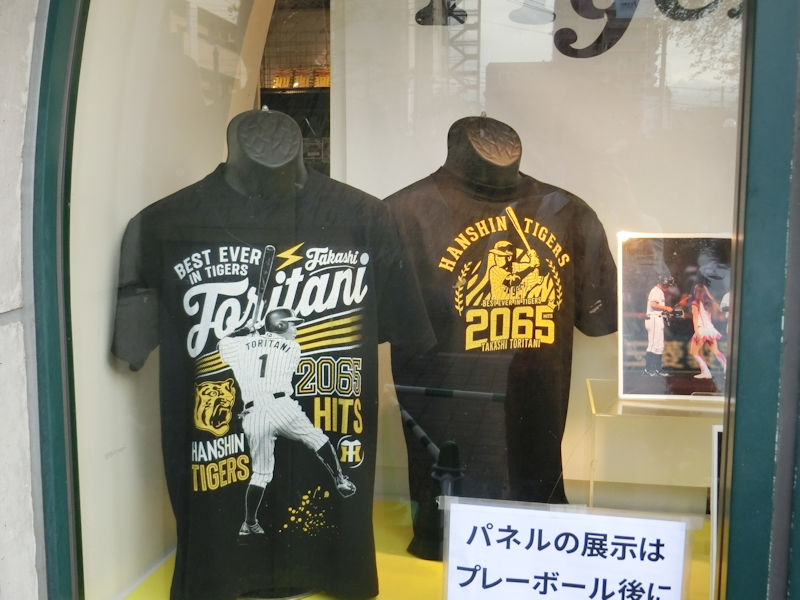 BEST EVER
IN TIGERS
Takashi
Toritani
TORITANI
1
2065
HITS
HANSHIN
TIGERS
HANSHIN TIGERS
BEST EVER IN TIGERS
2065 HITS
TAKASHI TORITANI
パネルの展示は
プレーボール後に